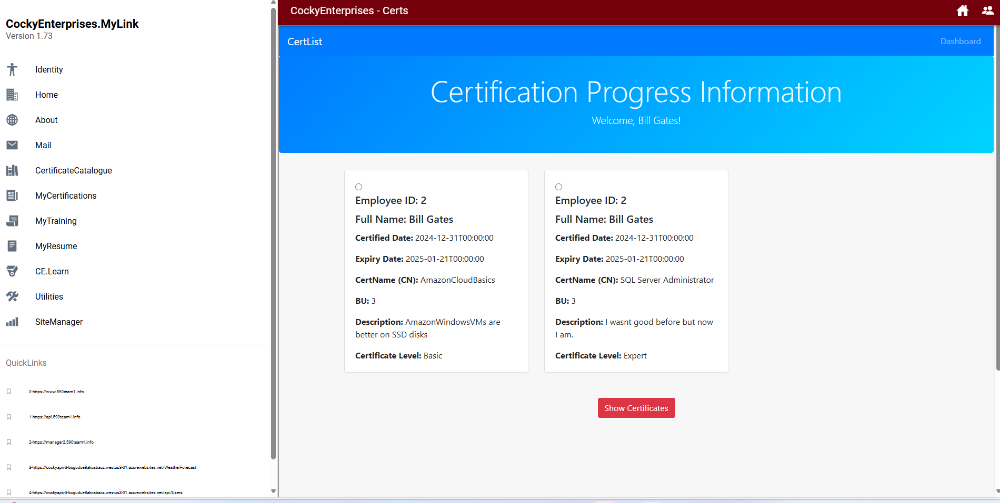 CockyEnterprises.MyLink
Version 1.73
Identity
Home
About
Mail
CertificateCatalogue
MyCertifications
MyTraining
MyResume
CE.Learn
Utilities
SiteManager
QuickLinks
0-https://www.590team1.info
1-https://api.590team1.info
2-https://manager2.590team1.info
3-https://cockyapiv3-bugudue8akcsbacz.westus3-01.azurewebsites.net/WeatherForecast
4-https://cockyapiv3-bugudue8akcsbacz.westus3-01.azurewebsites.net/api/Users
CockyEnterprises - Certs
CertList
Dashboard
Certification Progress Information
Welcome, Bill Gates!
Employee ID: 2
Full Name: Bill Gates
Certified Date: 2024-12-31T00:00:00
Expiry Date: 2025-01-21T00:00:00
CertName (CN): AmazonCloudBasics
BU: 3
Description: AmazonWindowsVMs are
better on SSD disks
Certificate Level: Basic
Employee ID: 2
Full Name: Bill Gates
Certified Date: 2024-12-31T00:00:00
Expiry Date: 2025-01-21T00:00:00
CertName (CN): SQL Server Administrator
BU: 3
Description: I wasnt good before but now
I am.
Certificate Level: Expert
Show Certificates